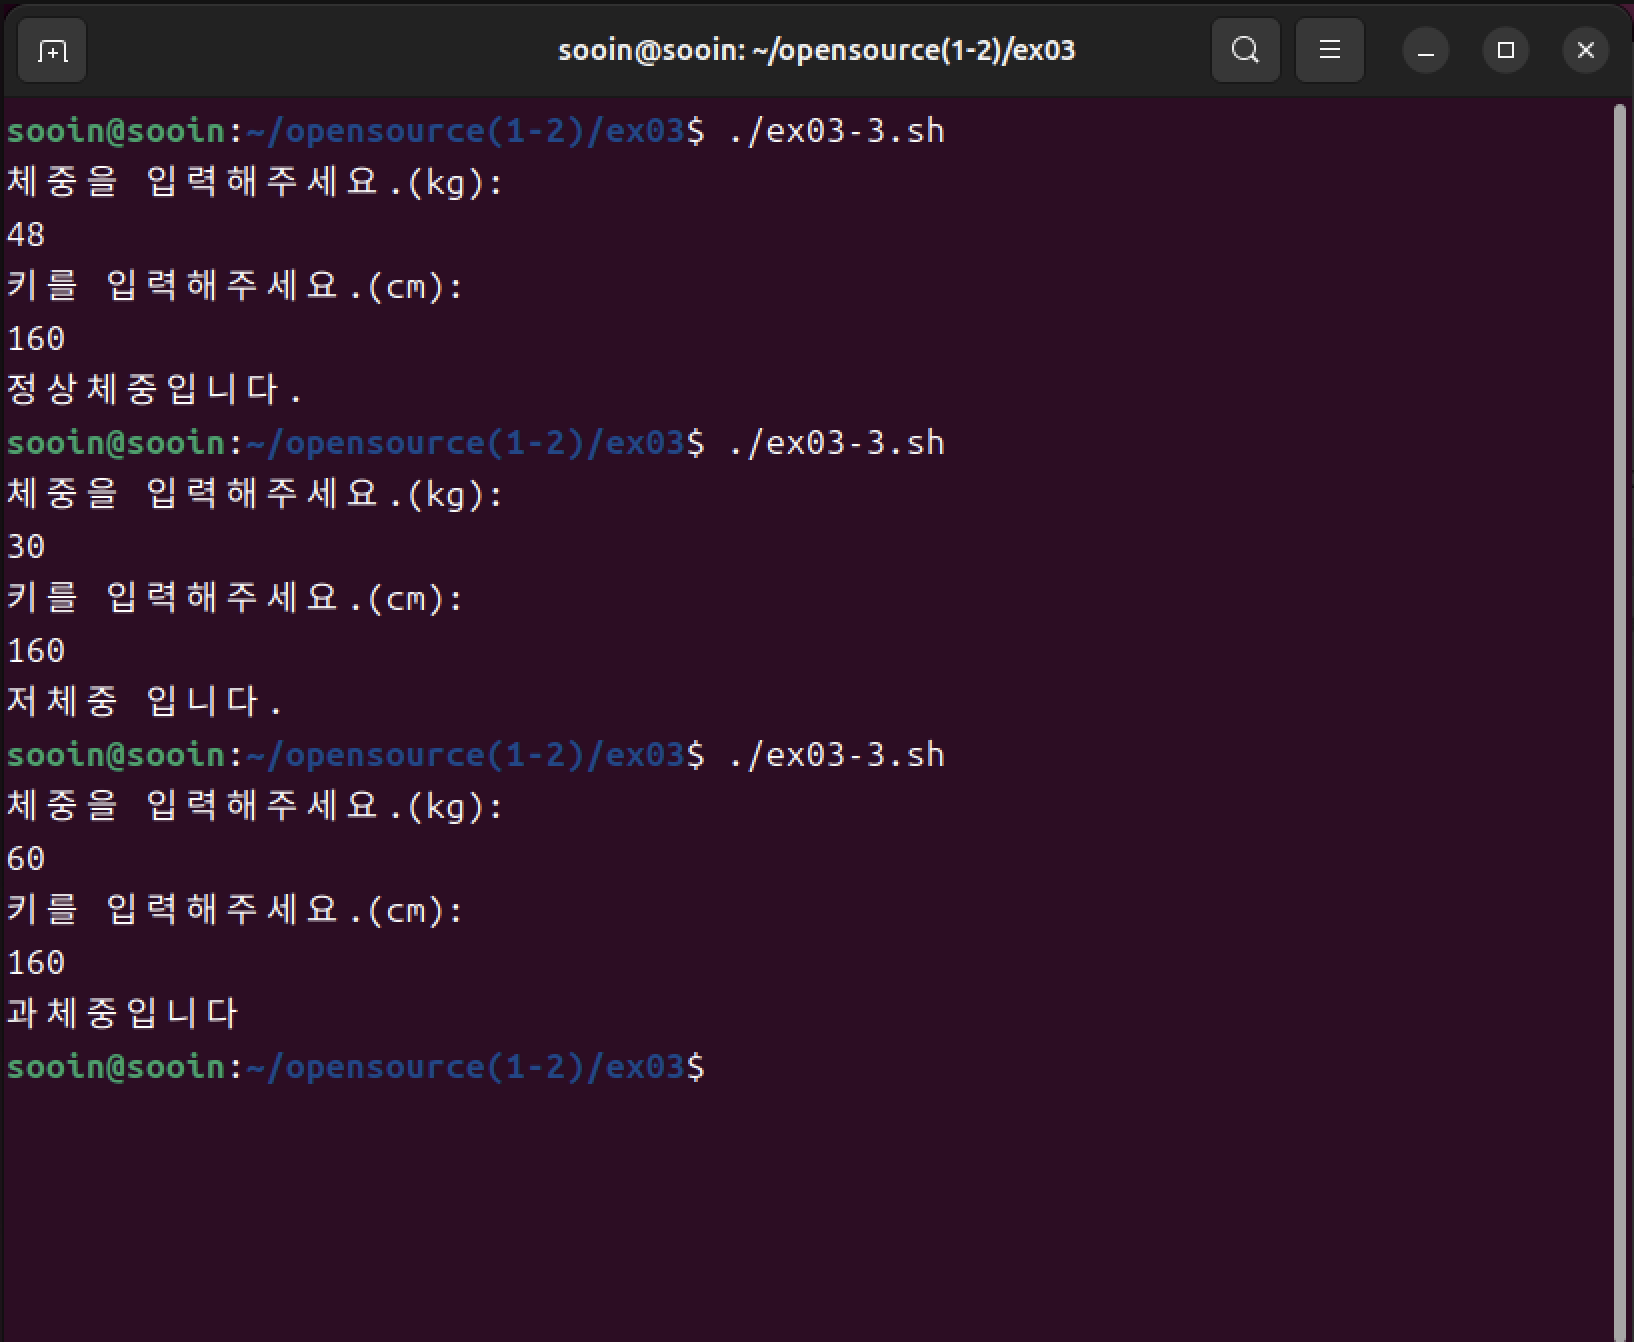 sooin@sooin: ~/opensource(1-2)/ex03
sooin@sooin:~/opensource(1-2)/ex03$ ./ex03-3.sh
체중을 입력해주세요.(kg):
48
키를 입력해주세요.(cm):
160
정상체중입니다.
sooin@sooin:~/opensource(1-2)/ex03$ ./ex03-3.sh
체중을 입력해주세요.(kg):
30
키를 입력해주세요.(cm):
160
저체중 입니다.
sooin@sooin:~/opensource(1-2)/ex03$ ./ex03-3.sh
체중을 입력해주세요.(kg):
60
키를 입력해주세요.(cm):
160
과체중입니다
sooin@sooin:~/opensource(1-2)/ex03$